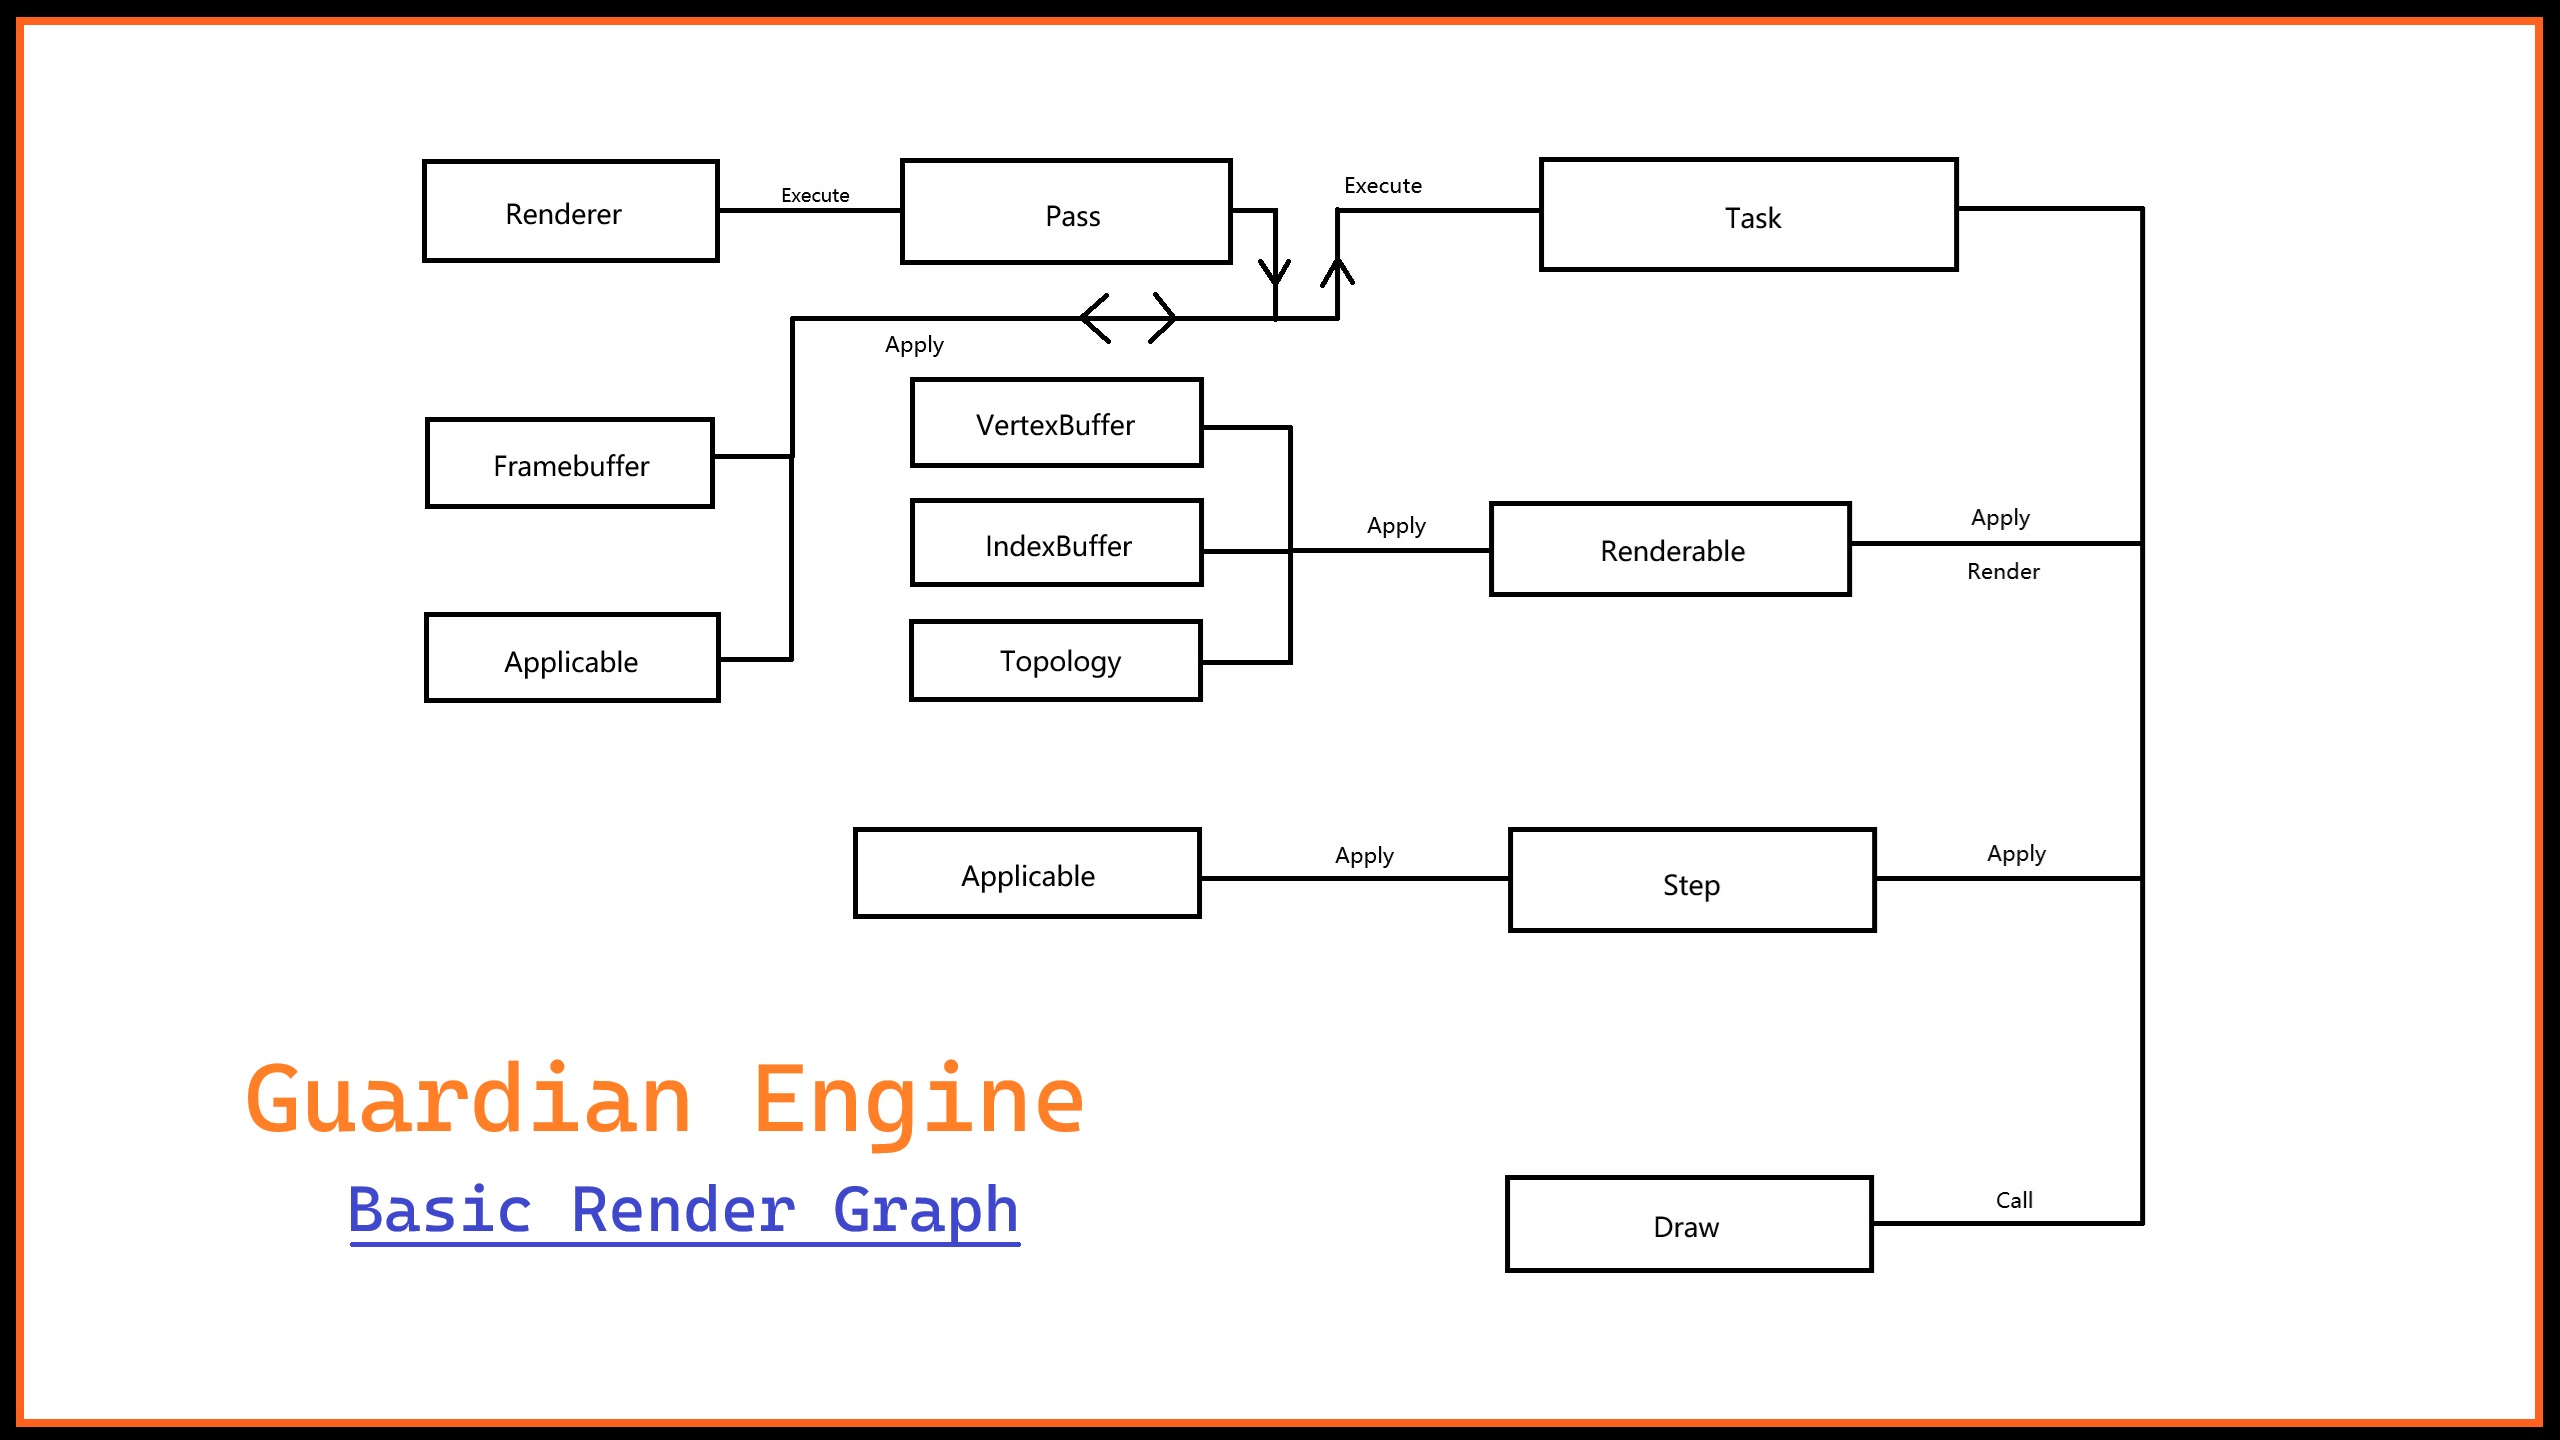 Renderer
Execute
Pass
Execute
Task
Apply
Framebuffer
Applicable
VertexBuffer
IndexBuffer
Topology
Apply
Renderable
Apply
Render
Applicable
Apply
Step
Apply
Draw
Call
Guardian Engine
Basic Render Graph